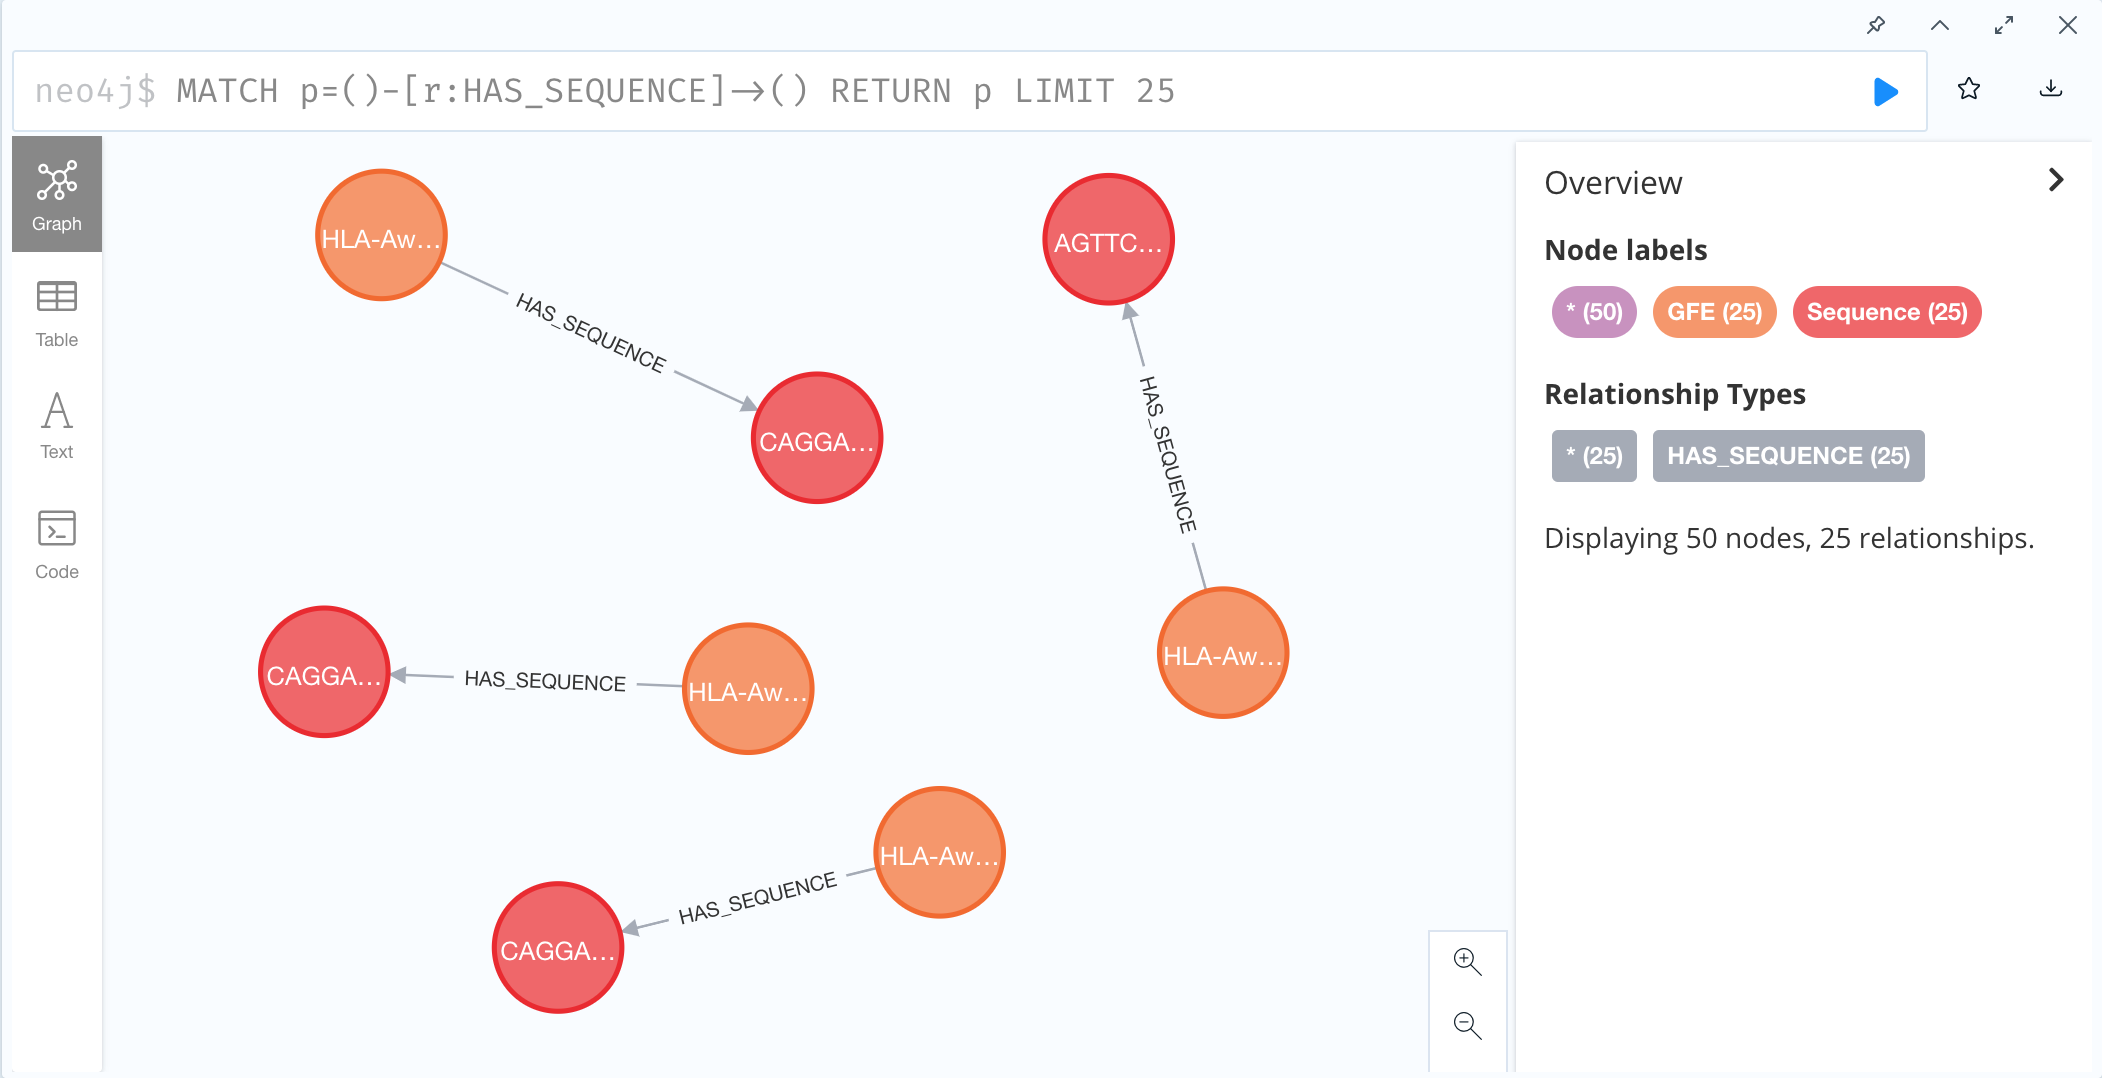 neo4j$ MATCH p=()-[r:HAS_SEQUENCE]->() RETURN p LIMIT 25
Graph
Table
Text
Code
HLA-Aw...
HAS_SEQUENCE
CAGGA...
AGTTC...
HAS_SEQUENCE
HLA-Aw...
CAGGA...
HAS_SEQUENCE
HLA-Aw...
HLA-Aw...
HAS_SEQUENCE
CAGGA...
Overview
Node labels
* (50) GFE (25) Sequence (25)
Relationship Types
* (25) HAS_SEQUENCE (25)
Displaying 50 nodes, 25 relationships.